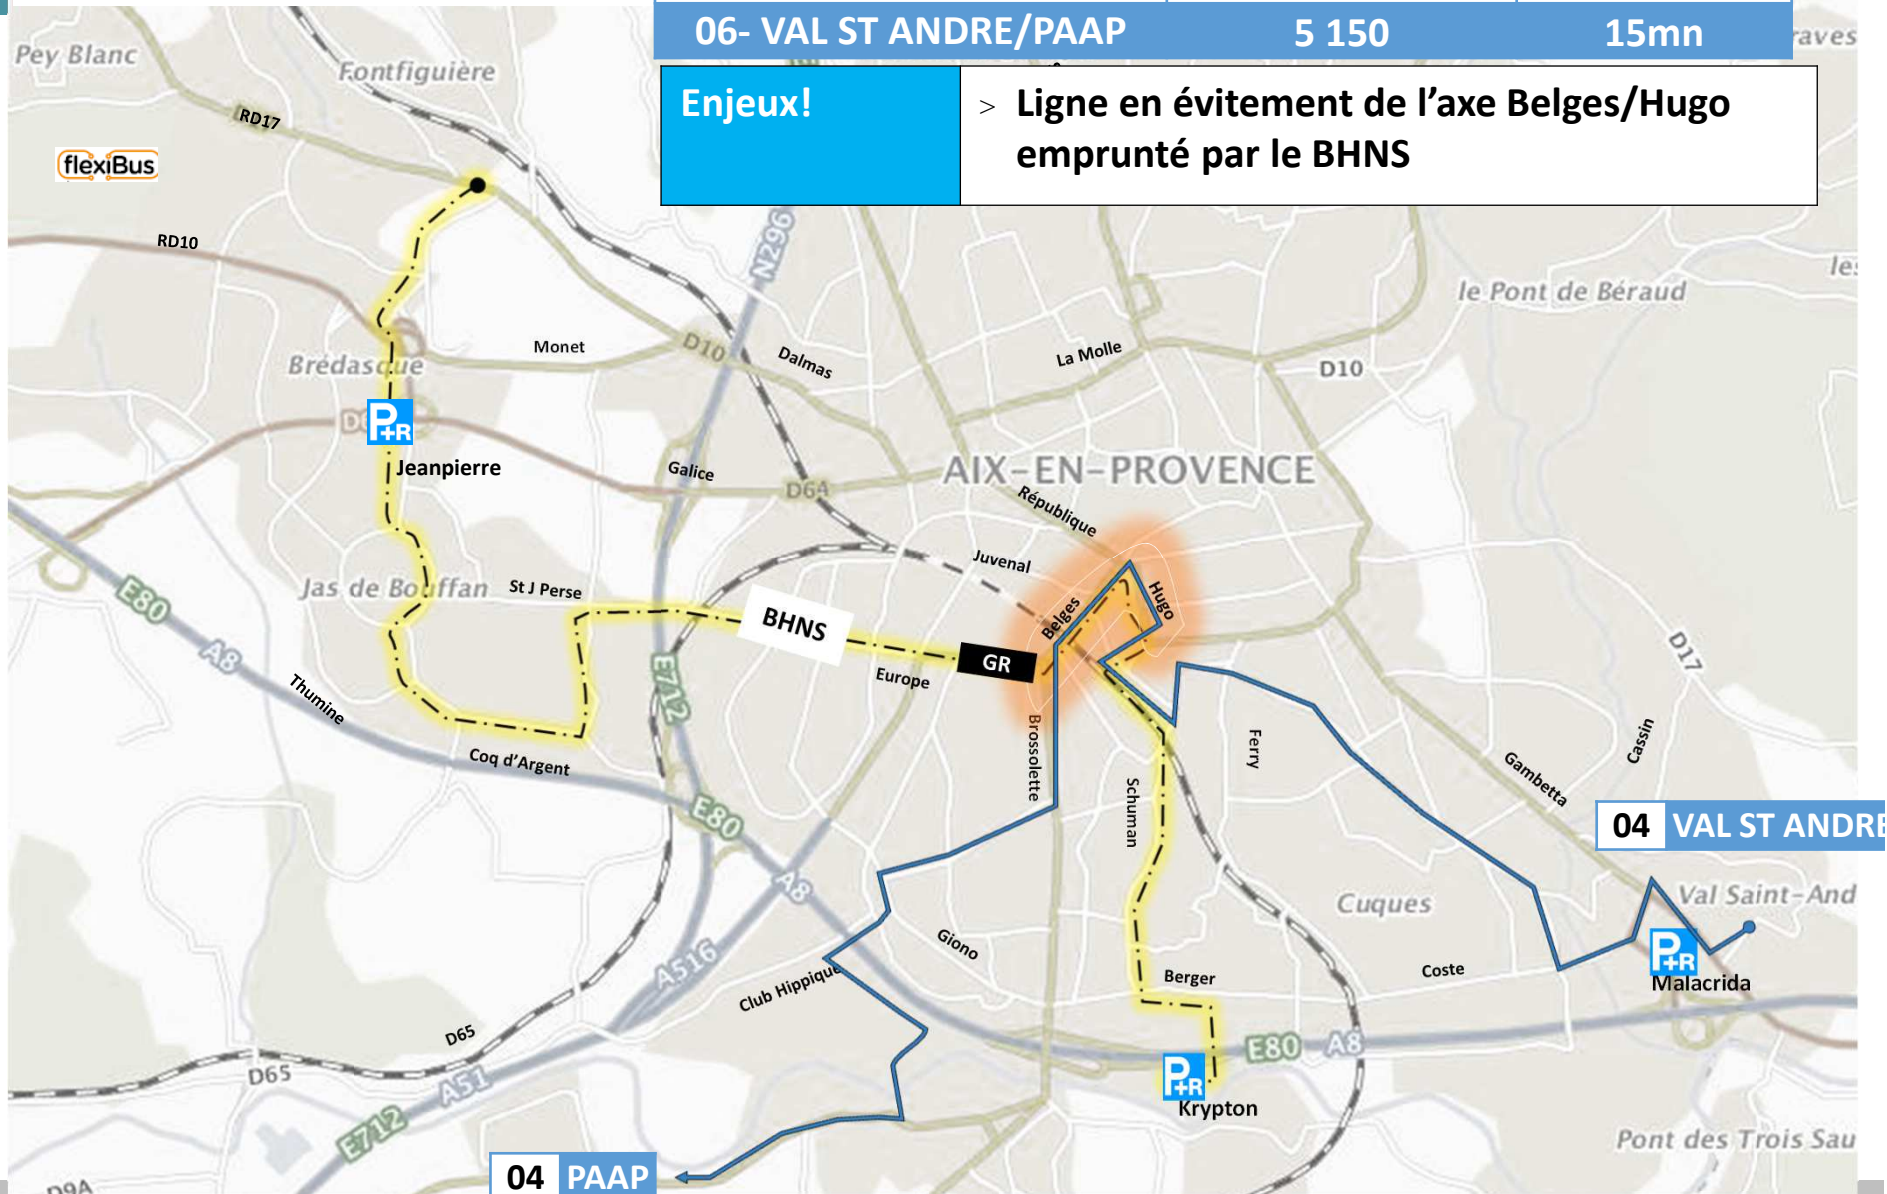 06- VAL ST ANDRE/PAAP 5 150 15mn
Enjeux!
> Ligne en évitement de l'axe Belges/Hugo
emprunté par le BHNS
Pey Blanc
Fontfiguière
raves
RD17
flexiBus
RD10
N296
le Pont de Béraud
les
Monet
D10
Dalmas
La Molle
D10
Brédasque
P+R
Jeanpierre
Galice
D64
AIX-EN-PROVENCE
République
Juvenal
Jas de Bouffan
St J Perse
BHNS
Belges
Hugo
GR
Europe
E80
A8
Thumine
E712
D17
Coq d'Argent
Brossolette
Schuman
Ferry
Cassin
Gambetta
E80
04 VAL ST ANDRE
A8
Cuques
Val Saint-And
Giono
A516
Club Hippique
Berger
Coste
P+R
Malacrida
D65
D65
A51
E712
E80
A8
P+R
Krypton
Pont des Trois Sau
04 PAAP
D9A